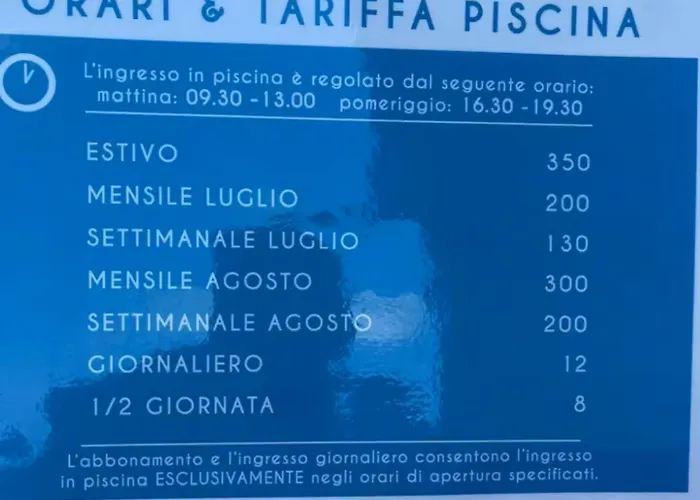 ORARI & TARIFFA PISCINA
L'ingresso in piscina è regolato dal seguente orario:
mattina: 09.30 -13.00 pomeriggio: 16.30 -19.30
ESTIVO 350
MENSILE LUGLIO 200
SETTIMANALE LUGLIO 130
MENSILE AGOSTO 300
SETTIMANALE AGOSTO 200
GIORNALIERO 12
1/2 GIORNATA 8
L'abbonamento e l'ingresso giornaliero consentono l'ingresso
in piscina ESCLUSIVAMENTE negli orari di apertura specificati.